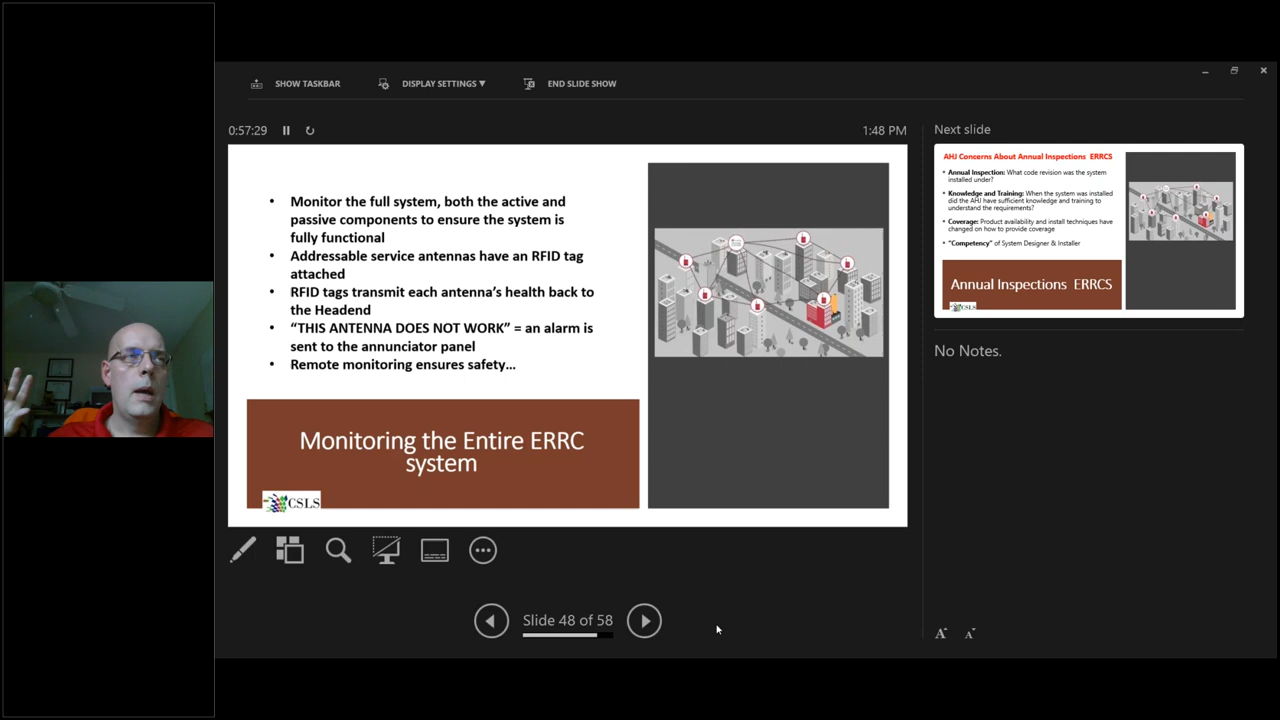 SHOW TASKBAR
DISPLAY SETTINGS ▼
END SLIDE SHOW
0:57:29
1:48 PM
• Monitor the full system, both the active and
passive components to ensure the system is
fully functional
• Addressable service antennas have an RFID tag
attached
• RFID tags transmit each antenna's health back to
the Headend
• “THIS ANTENNA DOES NOT WORK” = an alarm is
sent to the annunciator panel
• Remote monitoring ensures safety...
Monitoring the Entire ERRC
system
CSLS
Slide 48 of 58
Next slide
AHJ Concerns About Annual Inspections ERRCS
• Annual Inspection: What code revision was the system
installed under?
• Knowledge and Training: When the system was installed
did the AHJ have sufficient knowledge and training to
understand the requirements?
• Coverage: Product availability and install techniques have
changed on how to provide coverage
• “Competency” of System Designer & Installer
Annual Inspections ERRCS
CSLS
No Notes.
A A